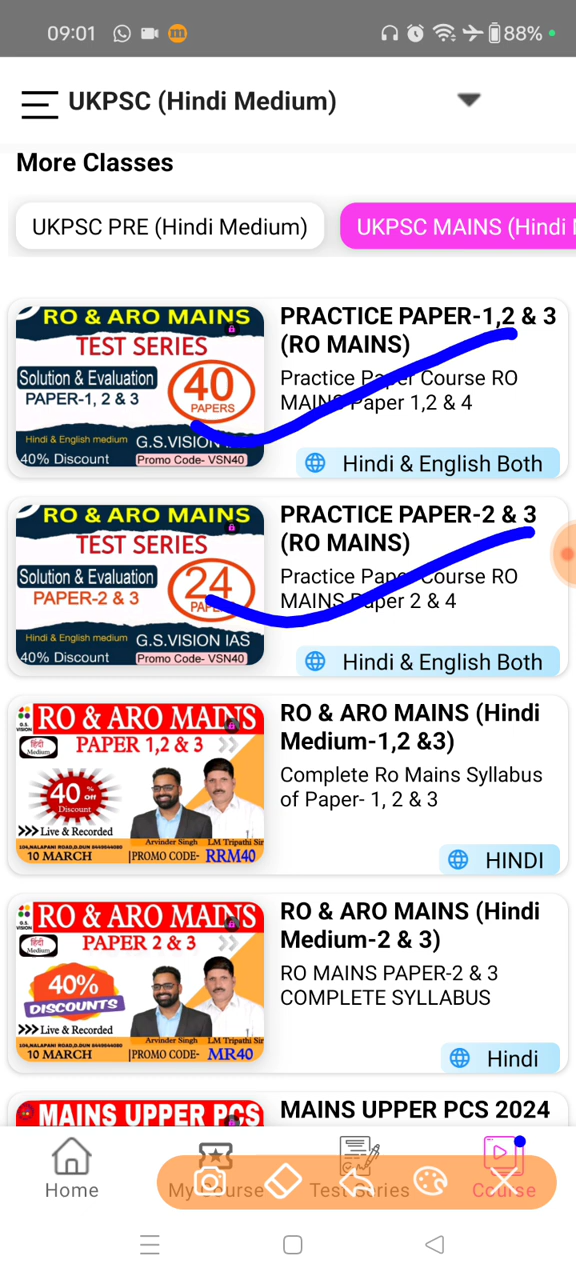 09:01
88%
UKPSC (Hindi Medium)
More Classes
UKPSC PRE (Hindi Medium)
UKPSC MAINS (Hindi
RO & ARO MAINS
TEST SERIES
Solution & Evaluation
PAPER-1, 2 & 3
40
PAPERS
Hindi & English medium
G.S.VISION
40% Discount
Promo Code- VSN40
PRACTICE PAPER-1,2 & 3
(RO MAINS)
Practice Paper Course RO
MAINS Paper 1,2 & 4
Hindi & English Both
RO & ARO MAINS
TEST SERIES
Solution & Evaluation
PAPER-2 & 3
24
Hindi & English medium
G.S.VISION IAS
40% Discount
Promo Code- VSN40
PRACTICE PAPER-2 & 3
(RO MAINS)
Practice Paper Course RO
MAINS Paper 2 & 4
Hindi & English Both
G.S.
VISION
RO & ARO MAINS
हिंदी
Medium
PAPER 1,2 & 3
40 % off
Discount
>>> Live & Recorded
Arvinder Singh
LM Tripathi Sir
10 MARCH
|PROMO CODE- RRM40
RO & ARO MAINS (Hindi
Medium-1,2 &3)
Complete Ro Mains Syllabus
of Paper- 1, 2 & 3
HINDI
G.S.
VISION
RO & ARO MAINS
हिंदी
Medium
PAPER 2 & 3
40%
DISCOUNTS
>>> Live & Recorded
Arvinder Singh
LM Tripathi Sir
10 MARCH
|PROMO CODE- MR40
RO & ARO MAINS (Hindi
Medium-2 & 3)
RO MAINS PAPER-2 & 3
COMPLETE SYLLABUS
Hindi
MAINS UPPER PCS
MAINS UPPER PCS 2024
Home
My Course
Test Series
Course